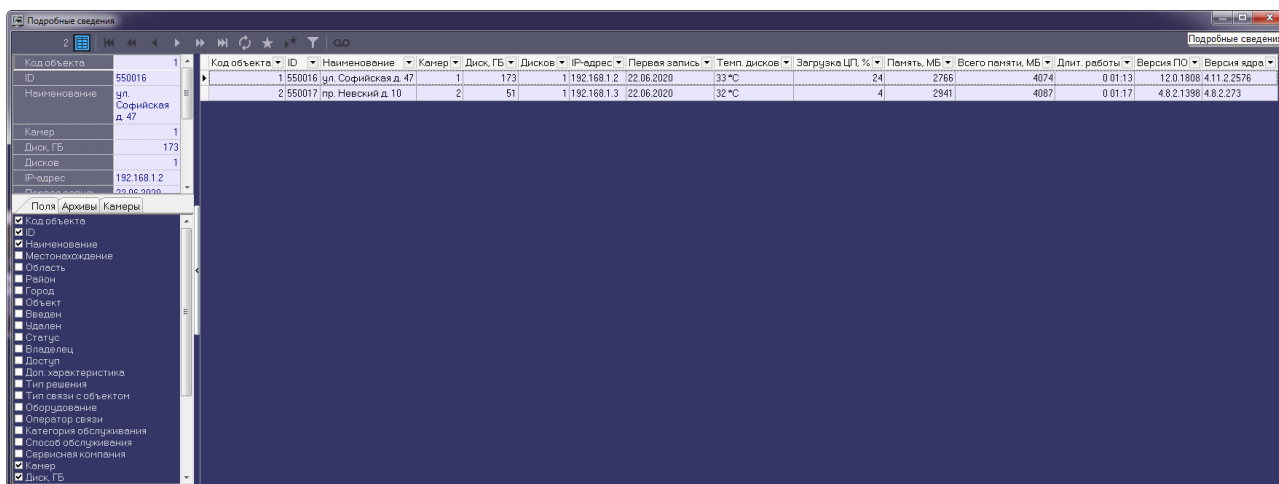 Подробные сведения
2
Подробные сведения
Код объекта 1
ID 550016
Наименование ул. Софийская д. 47
Камер 1
Диск, ГБ 173
Дисков 1
IP-адрес 192.168.1.2
Первая запись 22.06.2020
Поля Архивы Камеры
Код объекта
ID
Наименование
Местонахождение
Область
Район
Город
Объект
Введен
Удален
Статус
Владелец
Доступ
Доп. характеристика
Тип решения
Тип связи с объектом
Оборудование
Оператор связи
Категория обслуживания
Способ обслуживания
Сервисная компания
Камер
Диск, ГБ
Код объекта ID Наименование Камер Диск, ГБ Дисков IP-адрес Первая запись Темп. дисков Загрузка ЦП, % Память, МБ Всего памяти, МБ Длит. работы Версия ПО Версия ядра
1 550016 ул. Софийская д. 47 1 173 1 192.168.1.2 22.06.2020 33 °C 24 2766 4074 0 01:13 12.0.1808 4.11.2.2576
2 550017 пр. Невский д. 10 2 51 1 192.168.1.3 22.06.2020 32 °C 4 2941 4087 0 01:17 4.8.2.1398 4.8.2.273